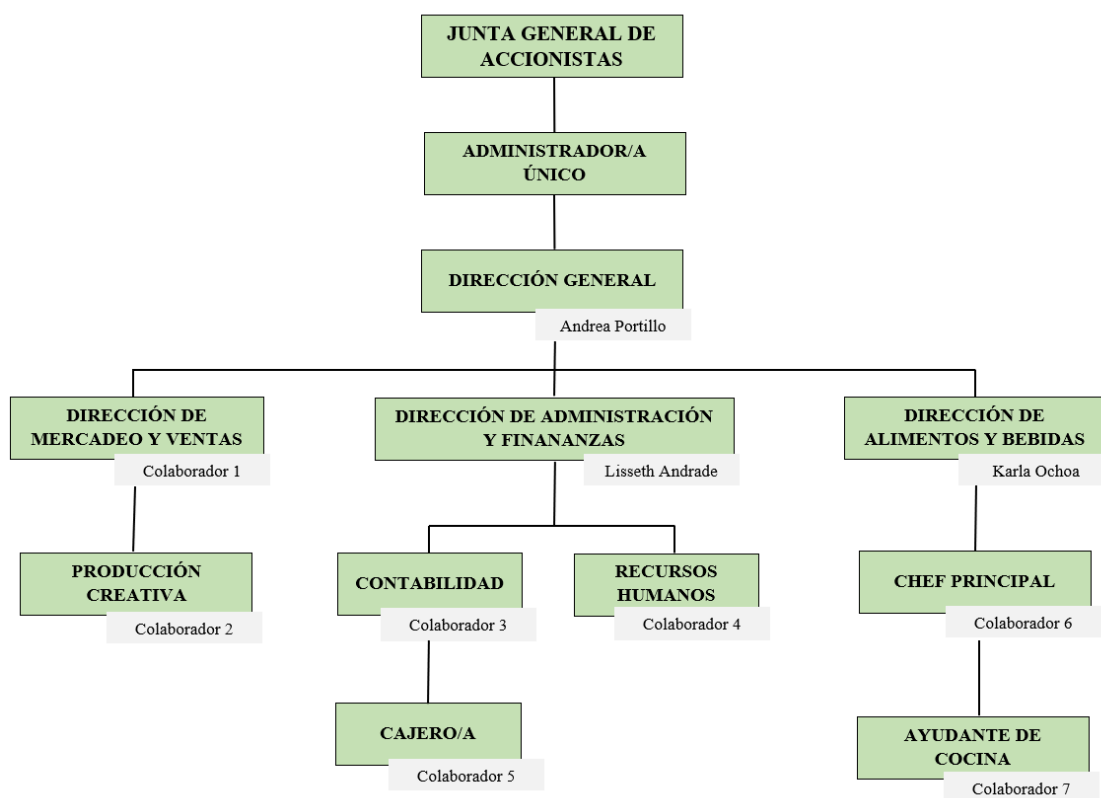 JUNTA GENERAL DE
ACCIONISTAS
ADMINISTRADOR/A
ÚNICO
DIRECCIÓN GENERAL
Andrea Portillo
DIRECCIÓN DE
MERCADEO Y VENTAS
Colaborador 1
DIRECCIÓN DE ADMINISTRACIÓN
Y FINANANZAS
Lisseth Andrade
DIRECCIÓN DE
ALIMENTOS Y BEBIDAS
Karla Ochoa
PRODUCCIÓN
CREATIVA
Colaborador 2
CONTABILIDAD
Colaborador 3
RECURSOS
HUMANOS
Colaborador 4
CHEF PRINCIPAL
Colaborador 6
CAJERO/A
Colaborador 5
AYUDANTE DE
COCINA
Colaborador 7